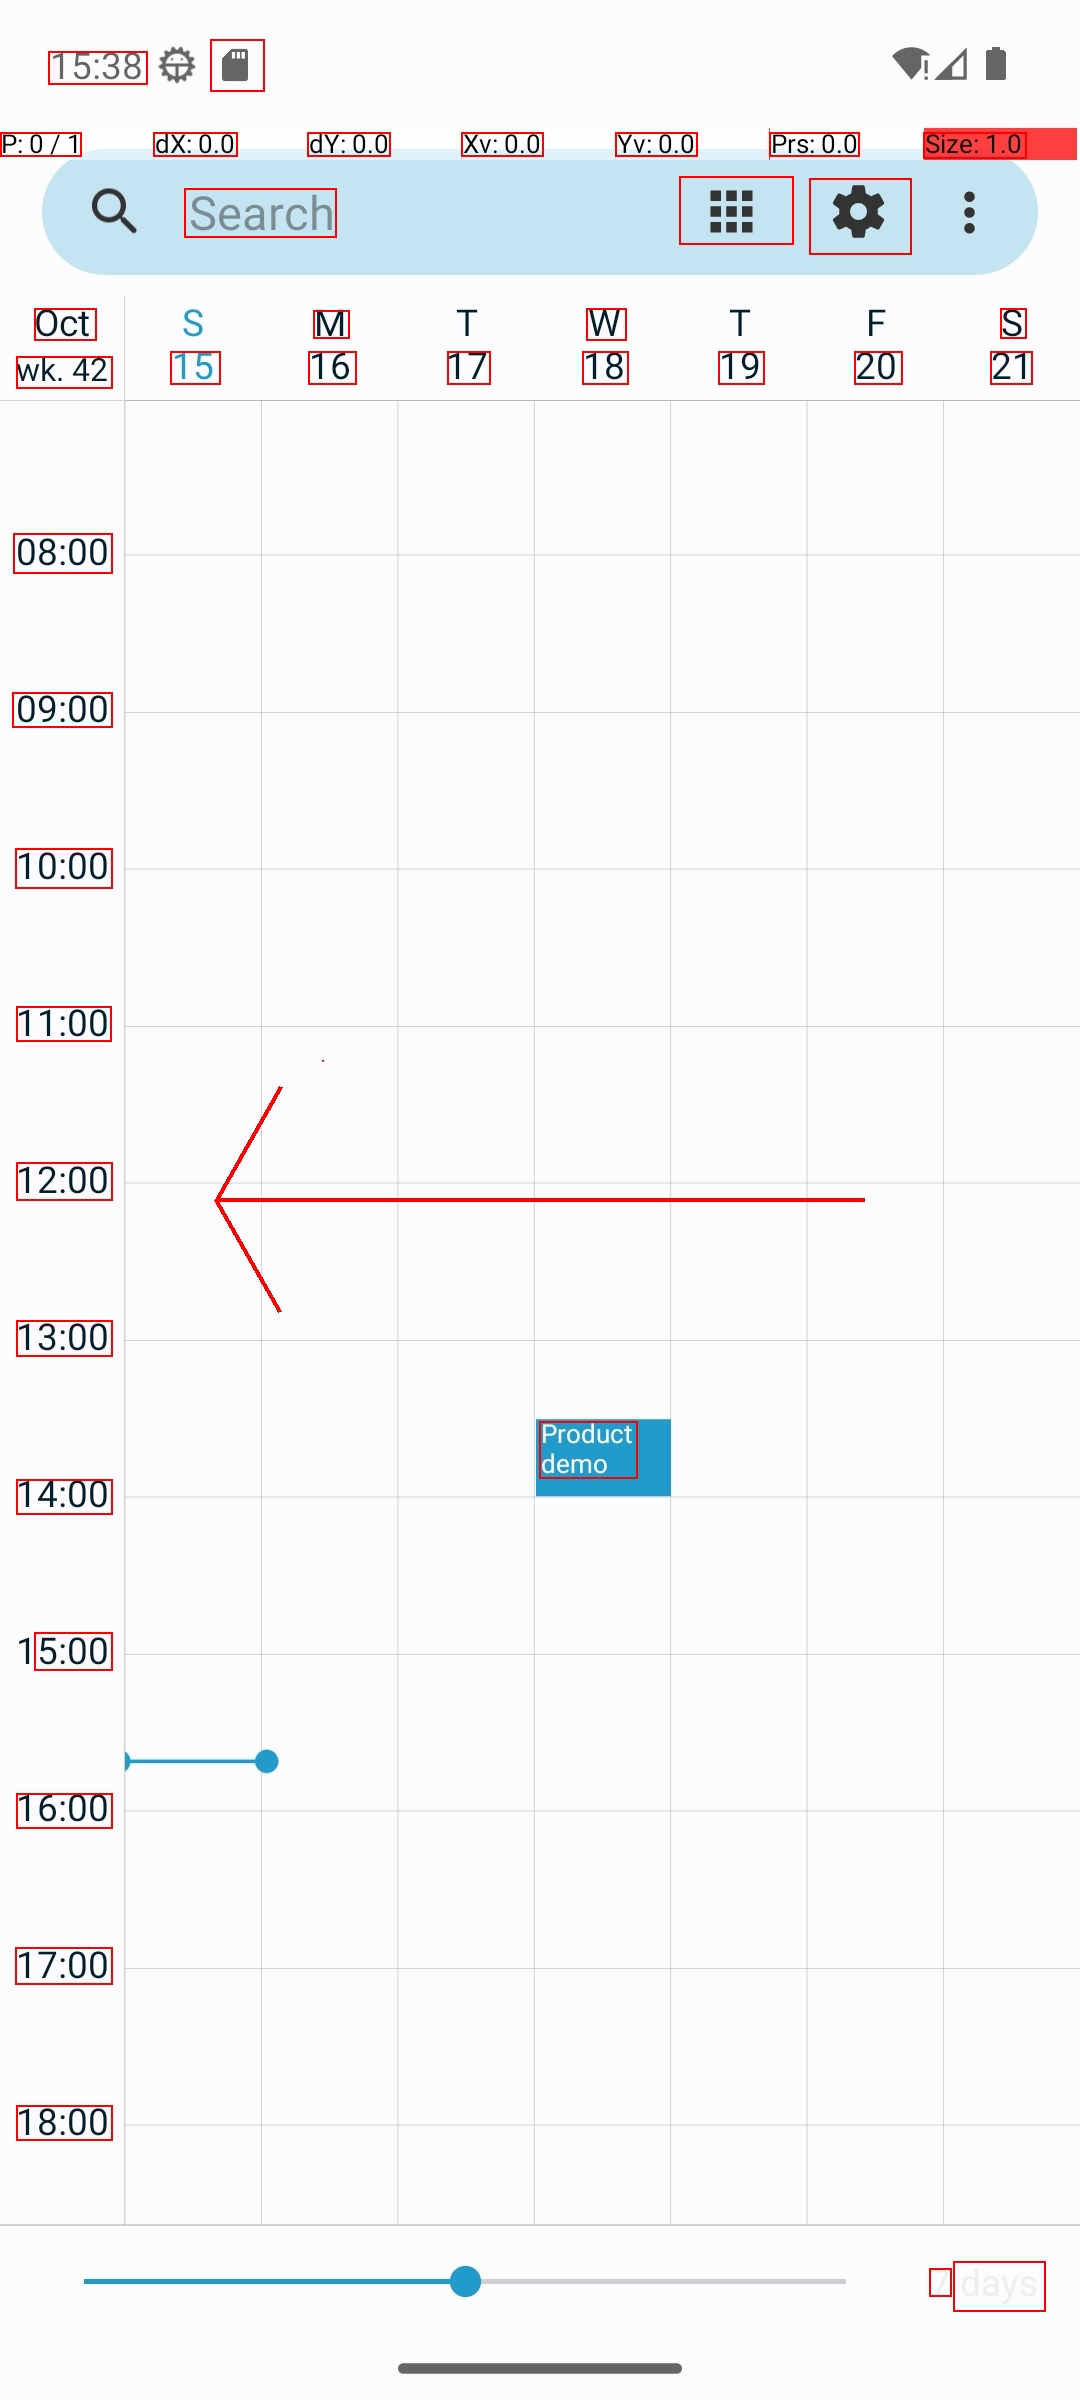 15:38
P: 0 / 1 dX: 0.0 dY: 0.0 Xv: 0.0 Yv: 0.0 Prs: 0.0 Size: 1.0
Search
Oct S M T W T F S
wk. 42 15 16 17 18 19 20 21
08:00
09:00
10:00
11:00
12:00
13:00
Product
demo
14:00
15:00
16:00
17:00
18:00
7 days